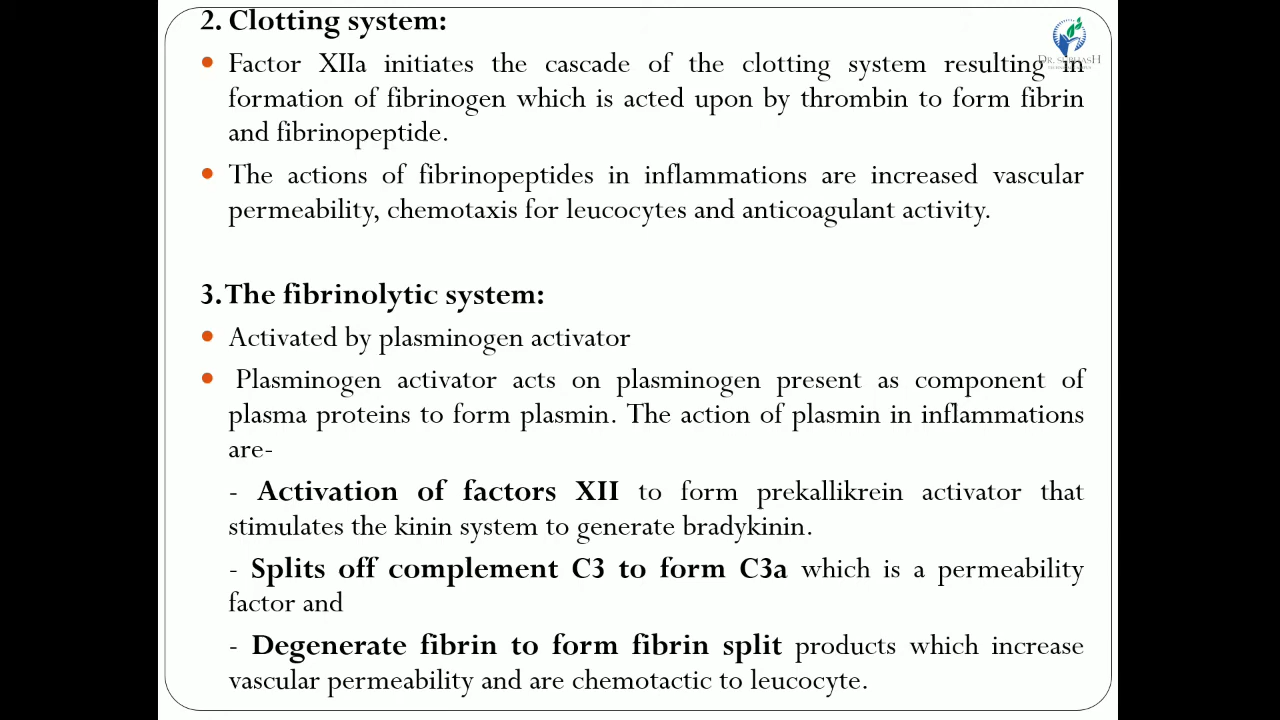 2. Clotting system:
• Factor XIIa initiates the cascade of the clotting system resulting in
formation of fibrinogen which is acted upon by thrombin to form fibrin
and fibrinopeptide.
• The actions of fibrinopeptides in inflammations are increased vascular
permeability, chemotaxis for leucocytes and anticoagulant activity.
3. The fibrinolytic system:
• Activated by plasminogen activator
• Plasminogen activator acts on plasminogen present as component of
plasma proteins to form plasmin. The action of plasmin in inflammations
are-
- Activation of factors XII to form prekallikrein activator that
stimulates the kinin system to generate bradykinin.
- Splits off complement C3 to form C3a which is a permeability
factor and
- Degenerate fibrin to form fibrin split products which increase
vascular permeability and are chemotactic to leucocyte.